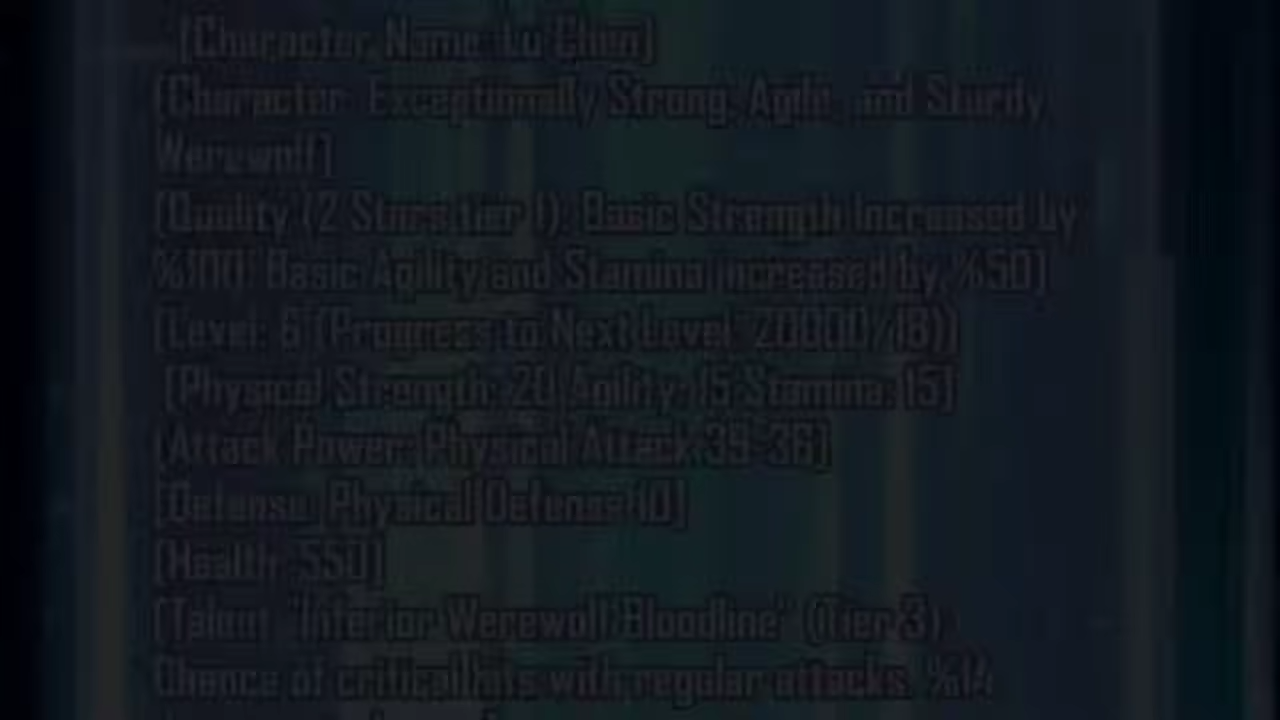 [Character Name: Lu Chen]
[Character: Exceptionally Strong, Agile, and Sturdy
Werewolf]
[Quality (2 Stars tier 1): Basic Strength Increased by
%100. Basic Agility and Stamina increased by %50]
[Level: 6 (Progress to Next Level: 20000/18)]
[Physical Strength: 20 Agility: 15 Stamina: 15]
[Attack Power: Physical Attack 39-36]
[Defense: Physical Defense 10]
[Health: 550]
[Talent: 'Inferior Werewolf Bloodline' (Tier 3)
Chance of critical hits with regular attacks: %14